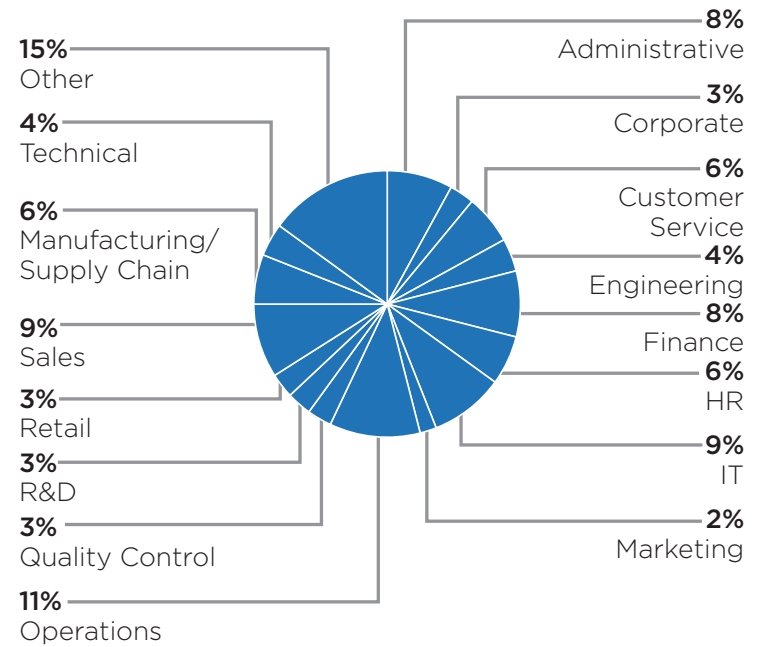 15%
Other
4%
Technical
6%
Manufacturing/
Supply Chain
9%
Sales
3%
Retail
3%
R&D
3%
Quality Control
11%
Operations
8%
Administrative
3%
Corporate
6%
Customer
Service
4%
Engineering
8%
Finance
6%
HR
9%
IT
2%
Marketing